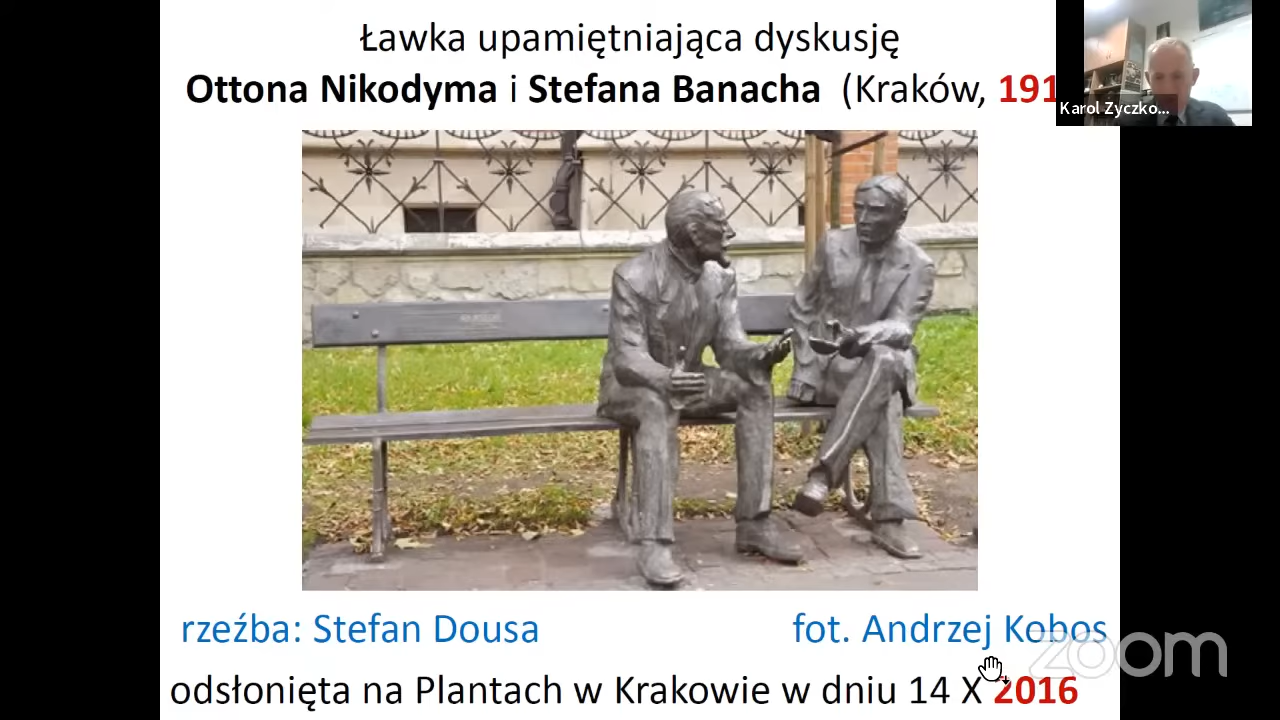 Ławka upamiętniająca dyskusję
Ottona Nikodyma i Stefana Banacha (Kraków, 191
Karol Zyczko...
rzeźba: Stefan Dousa
fot. Andrzej Kobos
zoom
odsłonięta na Plantach w Krakowie w dniu 14 X 2016